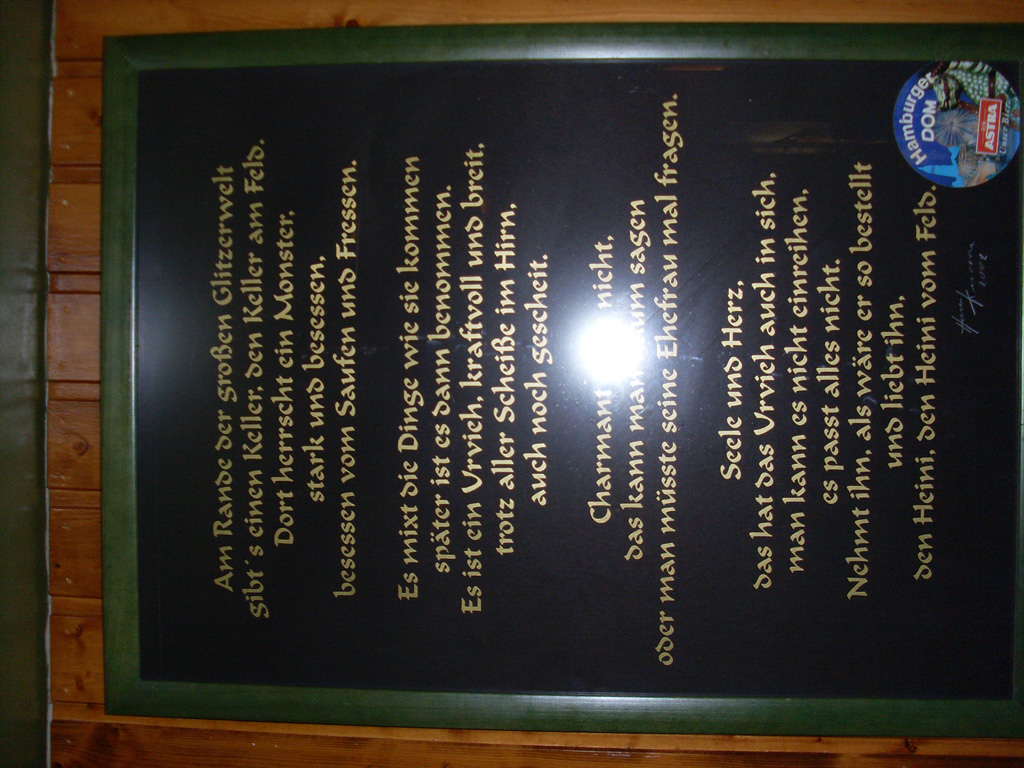 Am Rande der großen Glitzerwelt
gibt´s einen Keller, den Keller am Feld.
Dort herrscht ein Monster,
stark und besesen,
besesen vom Saufen und Fressen.
Es mixt die Dinge wie sie kommen
später ist es dann benommen.
Es ist ein Urvieh, kraftvoll und breit,
trotz aller Scheiße im Hirn,
auch noch gescheit.
Charmant nicht,
das kann man sagen
oder man müsste seine Ehefrau mal fragen.
Seele und Herz,
das hat das Urvieh auch in sich,
man kann es nicht einreihen,
es passt alles nicht.
Nehmt ihn, als wäre er so bestellt
und liebt ihn,
den Heini, den Heini vom Feld.
Hamburger
DOM
ASTRA